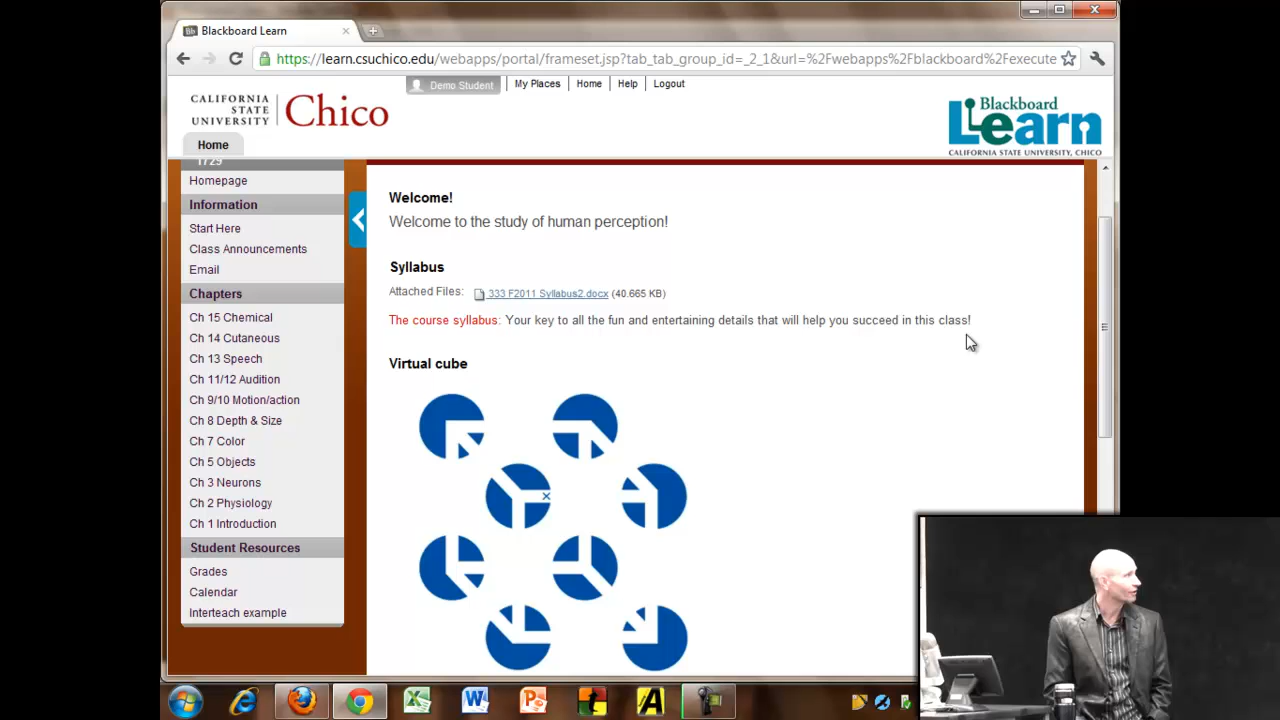 Blackboard Learn
https://learn.csuchico.edu/webapps/portal/frameset.jsp?tab_tab_group_id=_2_1&url=%2Fwebapps%2Fblackboard%2Fexecute
Demo Student
My Places
Home
Help
Logout
CALIFORNIA
STATE
UNIVERSITY
Chico
Blackboard
Learn
CALIFORNIA STATE UNIVERSITY, CHICO
Home
1729
Homepage
Information
Start Here
Class Announcements
Email
Chapters
Ch 15 Chemical
Ch 14 Cutaneous
Ch 13 Speech
Ch 11/12 Audition
Ch 9/10 Motion/action
Ch 8 Depth & Size
Ch 7 Color
Ch 5 Objects
Ch 3 Neurons
Ch 2 Physiology
Ch 1 Introduction
Student Resources
Grades
Calendar
Interteach example
Welcome!
Welcome to the study of human perception!
Syllabus
Attached Files: 333 F2011 Syllabus2.docx (40.665 KB)
The course syllabus: Your key to all the fun and entertaining details that will help you succeed in this class!
Virtual cube